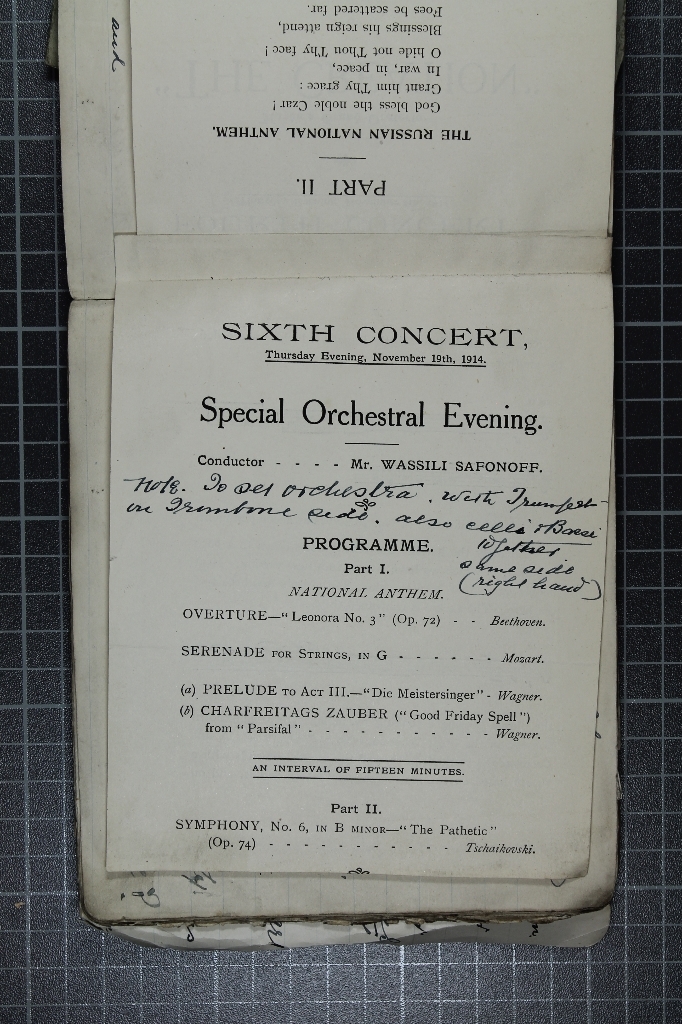 and
Foes be scattered far.
Blessings his reign attend,
O hide not Thou Thy face!
In war, in peace,
Grant him Thy grace:
God bless the noble Czar!
THE RUSSIAN NATIONAL ANTHEM.
PART II.
SIXTH CONCERT,
Thursday Evening, November 19th, 1914.
Special Orchestral Evening.
Conductor - - - - Mr. WASSILI SAFONOFF.
Note. To set orchestra. with Trumpet
on Trombone side. also celli & Bassi
together
same side
(right hand)
PROGRAMME.
Part I.
NATIONAL ANTHEM.
OVERTURE—"Leonora No. 3" (Op. 72) - - Beethoven.
SERENADE FOR STRINGS, IN G - - - - - - Mozart.
(a) PRELUDE TO ACT III.—"Die Meistersinger" - Wagner.
(b) CHARFREITAGS ZAUBER ("Good Friday Spell")
from "Parsifal" - - - - - - - - - - - Wagner.
AN INTERVAL OF FIFTEEN MINUTES.
Part II.
SYMPHONY, No. 6, IN B MINOR—"The Pathetic"
(Op. 74) - - - - - - - - - - - Tschaikovski.